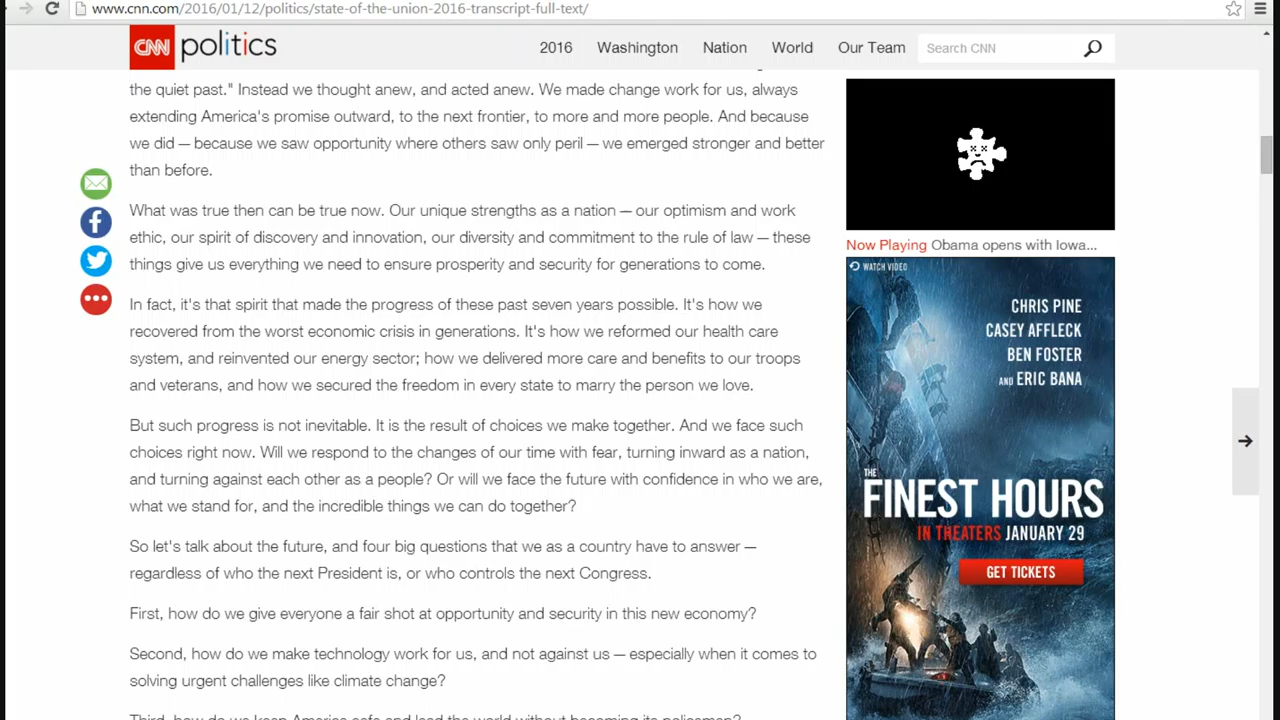 www.cnn.com/2016/01/12/politics/state-of-the-union-2016-transcript-full-text/
CNN politics
2016 Washington Nation World Our Team Search CNN
the quiet past." Instead we thought anew, and acted anew. We made change work for us, always
extending America's promise outward, to the next frontier, to more and more people. And because
we did — because we saw opportunity where others saw only peril — we emerged stronger and better
than before.
What was true then can be true now. Our unique strengths as a nation — our optimism and work
ethic, our spirit of discovery and innovation, our diversity and commitment to the rule of law — these
things give us everything we need to ensure prosperity and security for generations to come.
In fact, it's that spirit that made the progress of these past seven years possible. It's how we
recovered from the worst economic crisis in generations. It's how we reformed our health care
system, and reinvented our energy sector; how we delivered more care and benefits to our troops
and veterans, and how we secured the freedom in every state to marry the person we love.
But such progress is not inevitable. It is the result of choices we make together. And we face such
choices right now. Will we respond to the changes of our time with fear, turning inward as a nation,
and turning against each other as a people? Or will we face the future with confidence in who we are,
what we stand for, and the incredible things we can do together?
So let's talk about the future, and four big questions that we as a country have to answer —
regardless of who the next President is, or who controls the next Congress.
First, how do we give everyone a fair shot at opportunity and security in this new economy?
Second, how do we make technology work for us, and not against us — especially when it comes to
solving urgent challenges like climate change?
Third, how do we keep America safe and lead the world without becoming its policeman?
Now Playing Obama opens with Iowa...
WATCH VIDEO
CHRIS PINE
CASEY AFFLECK
BEN FOSTER
AND ERIC BANA
THE
FINEST HOURS
IN THEATERS JANUARY 29
GET TICKETS